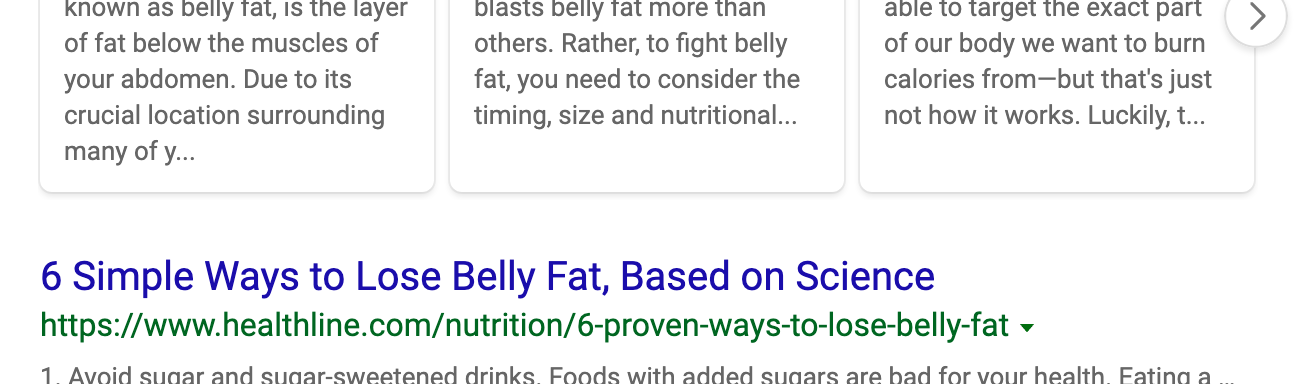 known as belly fat, is the layer
of fat below the muscles of
your abdomen. Due to its
crucial location surrounding
many of y...
blasts belly fat more than
others. Rather, to fight belly
fat, you need to consider the
timing, size and nutritional...
able to target the exact part
of our body we want to burn
calories from—but that's just
not how it works. Luckily, t...
6 Simple Ways to Lose Belly Fat, Based on Science
https://www.healthline.com/nutrition/6-proven-ways-to-lose-belly-fat
1. Avoid sugar and sugar-sweetened drinks. Foods with added sugars are bad for your health. Eating a ...